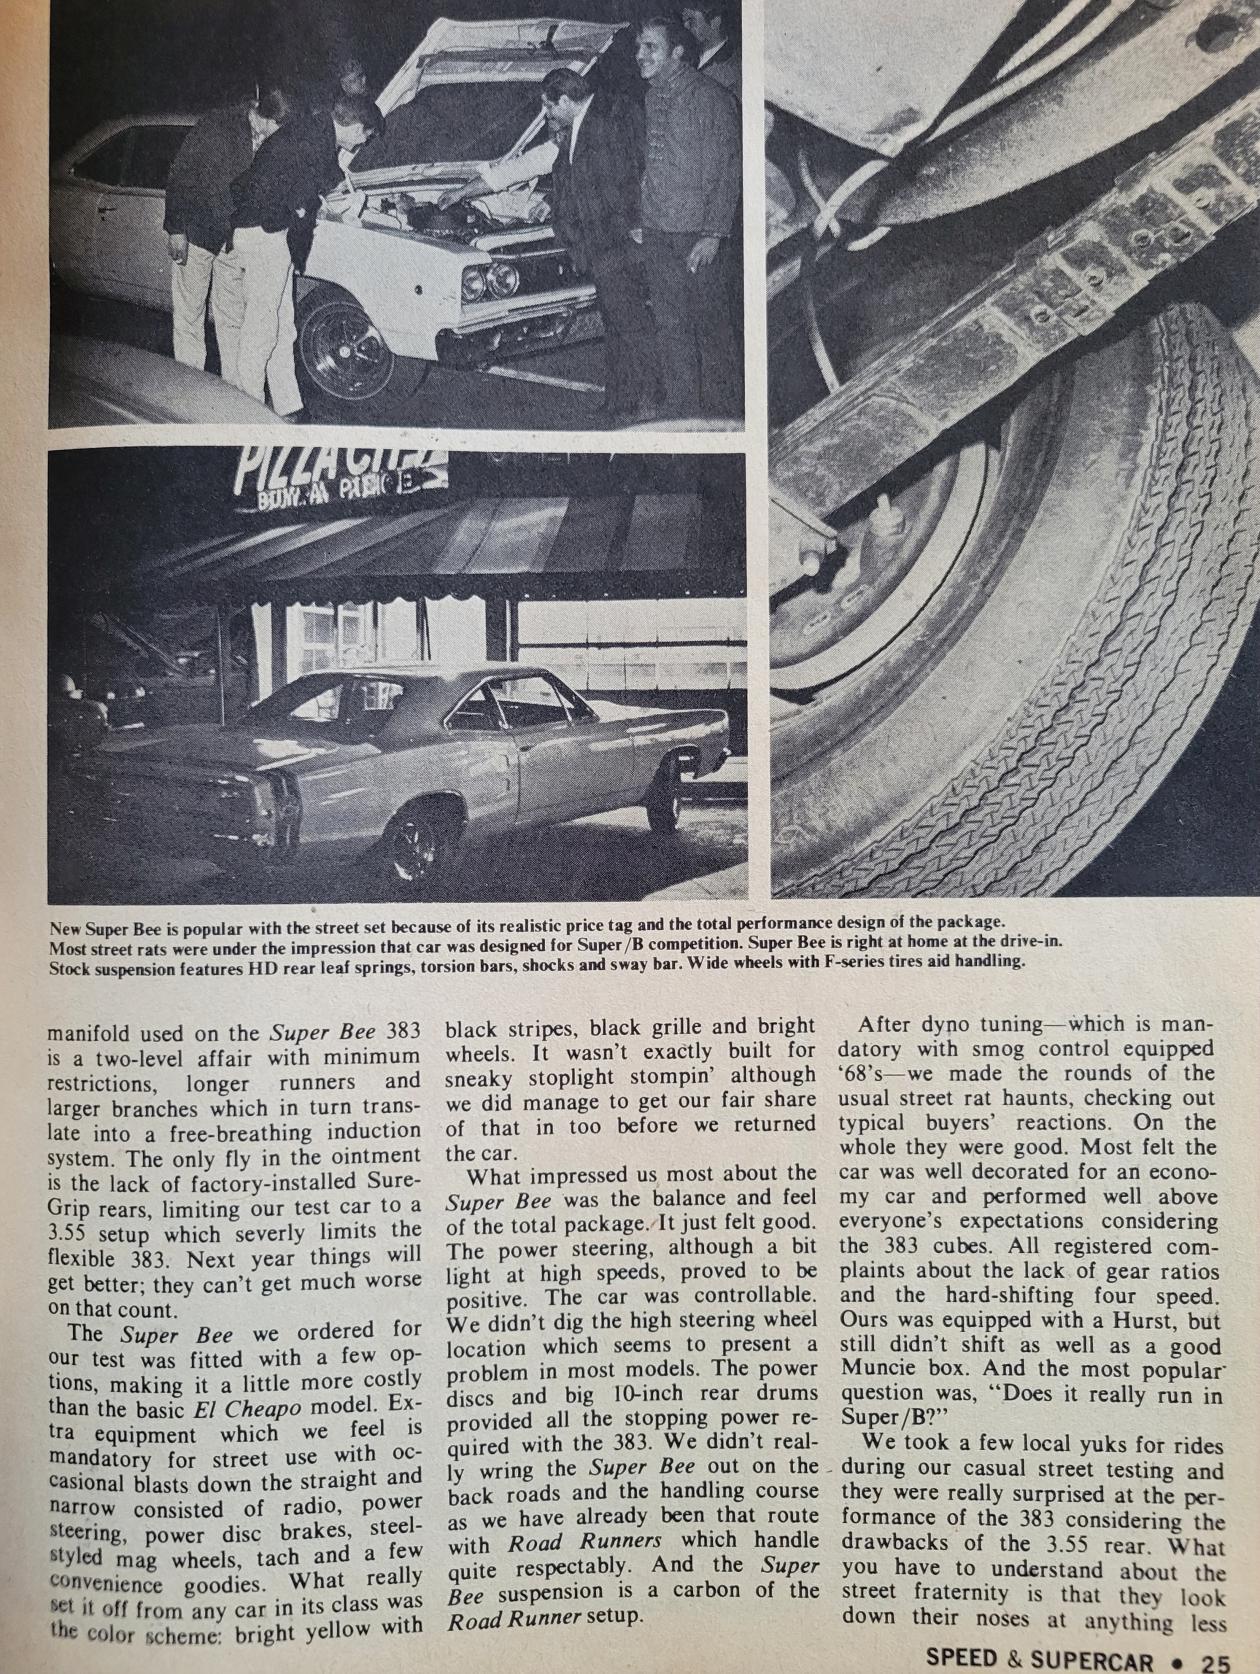 PIZZA CITY
New Super Bee is popular with the street set because of its realistic price tag and the total performance design of the package.
Most street rats were under the impression that car was designed for Super/B competition. Super Bee is right at home at the drive-in.
Stock suspension features HD rear leaf springs, torsion bars, shocks and sway bar. Wide wheels with F-series tires aid handling.
manifold used on the Super Bee 383
is a two-level affair with minimum
restrictions, longer runners and
larger branches which in turn trans-
late into a free-breathing induction
system. The only fly in the ointment
is the lack of factory-installed Sure-
Grip rears, limiting our test car to a
3.55 setup which severly limits the
flexible 383. Next year things will
get better; they can't get much worse
on that count.
The Super Bee we ordered for
our test was fitted with a few op-
tions, making it a little more costly
than the basic El Cheapo model. Ex-
tra equipment which we feel is
mandatory for street use with oc-
casional blasts down the straight and
narrow consisted of radio, power
steering, power disc brakes, steel-
styled mag wheels, tach and a few
convenience goodies. What really
set it off from any car in its class was
the color scheme: bright yellow with
black stripes, black grille and bright
wheels. It wasn't exactly built for
sneaky stoplight stompin' although
we did manage to get our fair share
of that in too before we returned
the car.
What impressed us most about the
Super Bee was the balance and feel
of the total package. It just felt good.
The power steering, although a bit
light at high speeds, proved to be
positive. The car was controllable.
We didn't dig the high steering wheel
location which seems to present a
problem in most models. The power
discs and big 10-inch rear drums
provided all the stopping power re-
quired with the 383. We didn't real-
ly wring the Super Bee out on the
back roads and the handling course
as we have already been that route
with Road Runners which handle
quite respectably. And the Super
Bee suspension is a carbon of the
Road Runner setup.
After dyno tuning—which is man-
datory with smog control equipped
'68's—we made the rounds of the
usual street rat haunts, checking out
typical buyers' reactions. On the
whole they were good. Most felt the
car was well decorated for an econo-
my car and performed well above
everyone's expectations considering
the 383 cubes. All registered com-
plaints about the lack of gear ratios
and the hard-shifting four speed.
Ours was equipped with a Hurst, but
still didn't shift as well as a good
Muncie box. And the most popular
question was, "Does it really run in
Super/B?"
We took a few local yuks for rides
during our casual street testing and
they were really surprised at the per-
formance of the 383 considering the
drawbacks of the 3.55 rear. What
you have to understand about the
street fraternity is that they look
down their noses at anything less
SPEED & SUPERCAR • 25